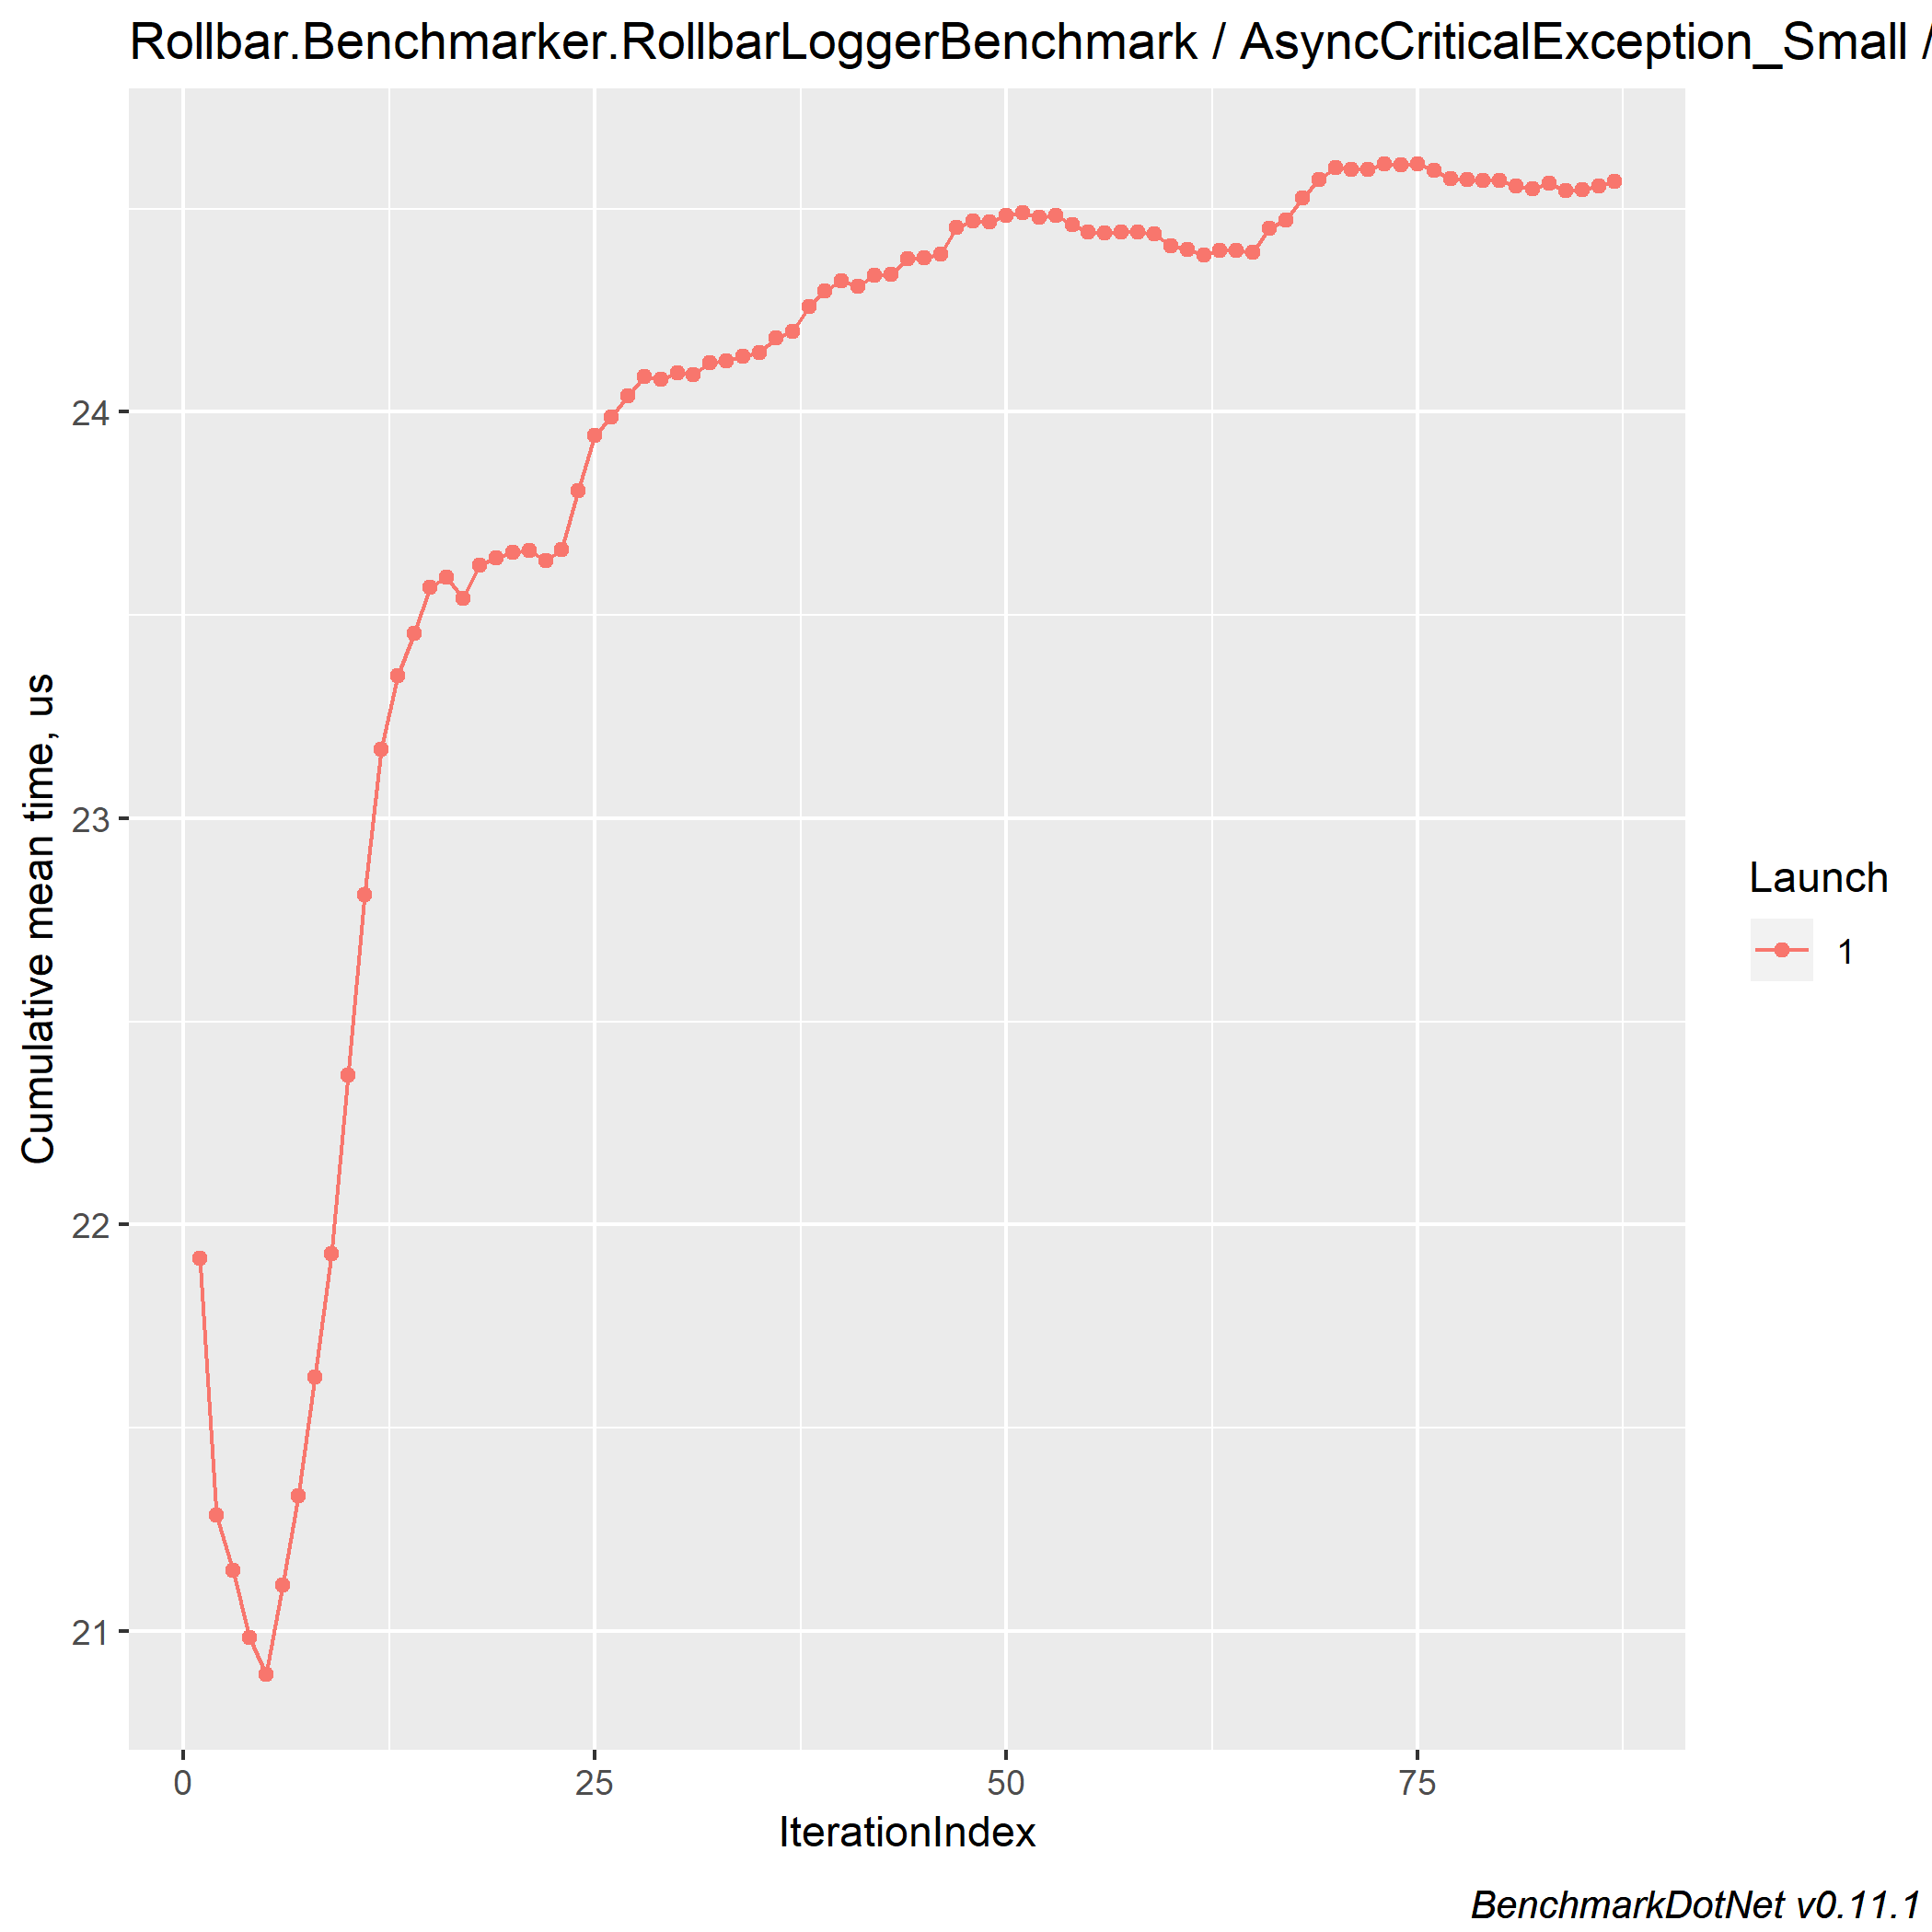 Rollbar.Benchmarker.RollbarLoggerBenchmark / AsyncCriticalException_Small /
24
23
22
21
Cumulative mean time, us
0 25 50 75
IterationIndex
Launch
1
BenchmarkDotNet v0.11.1